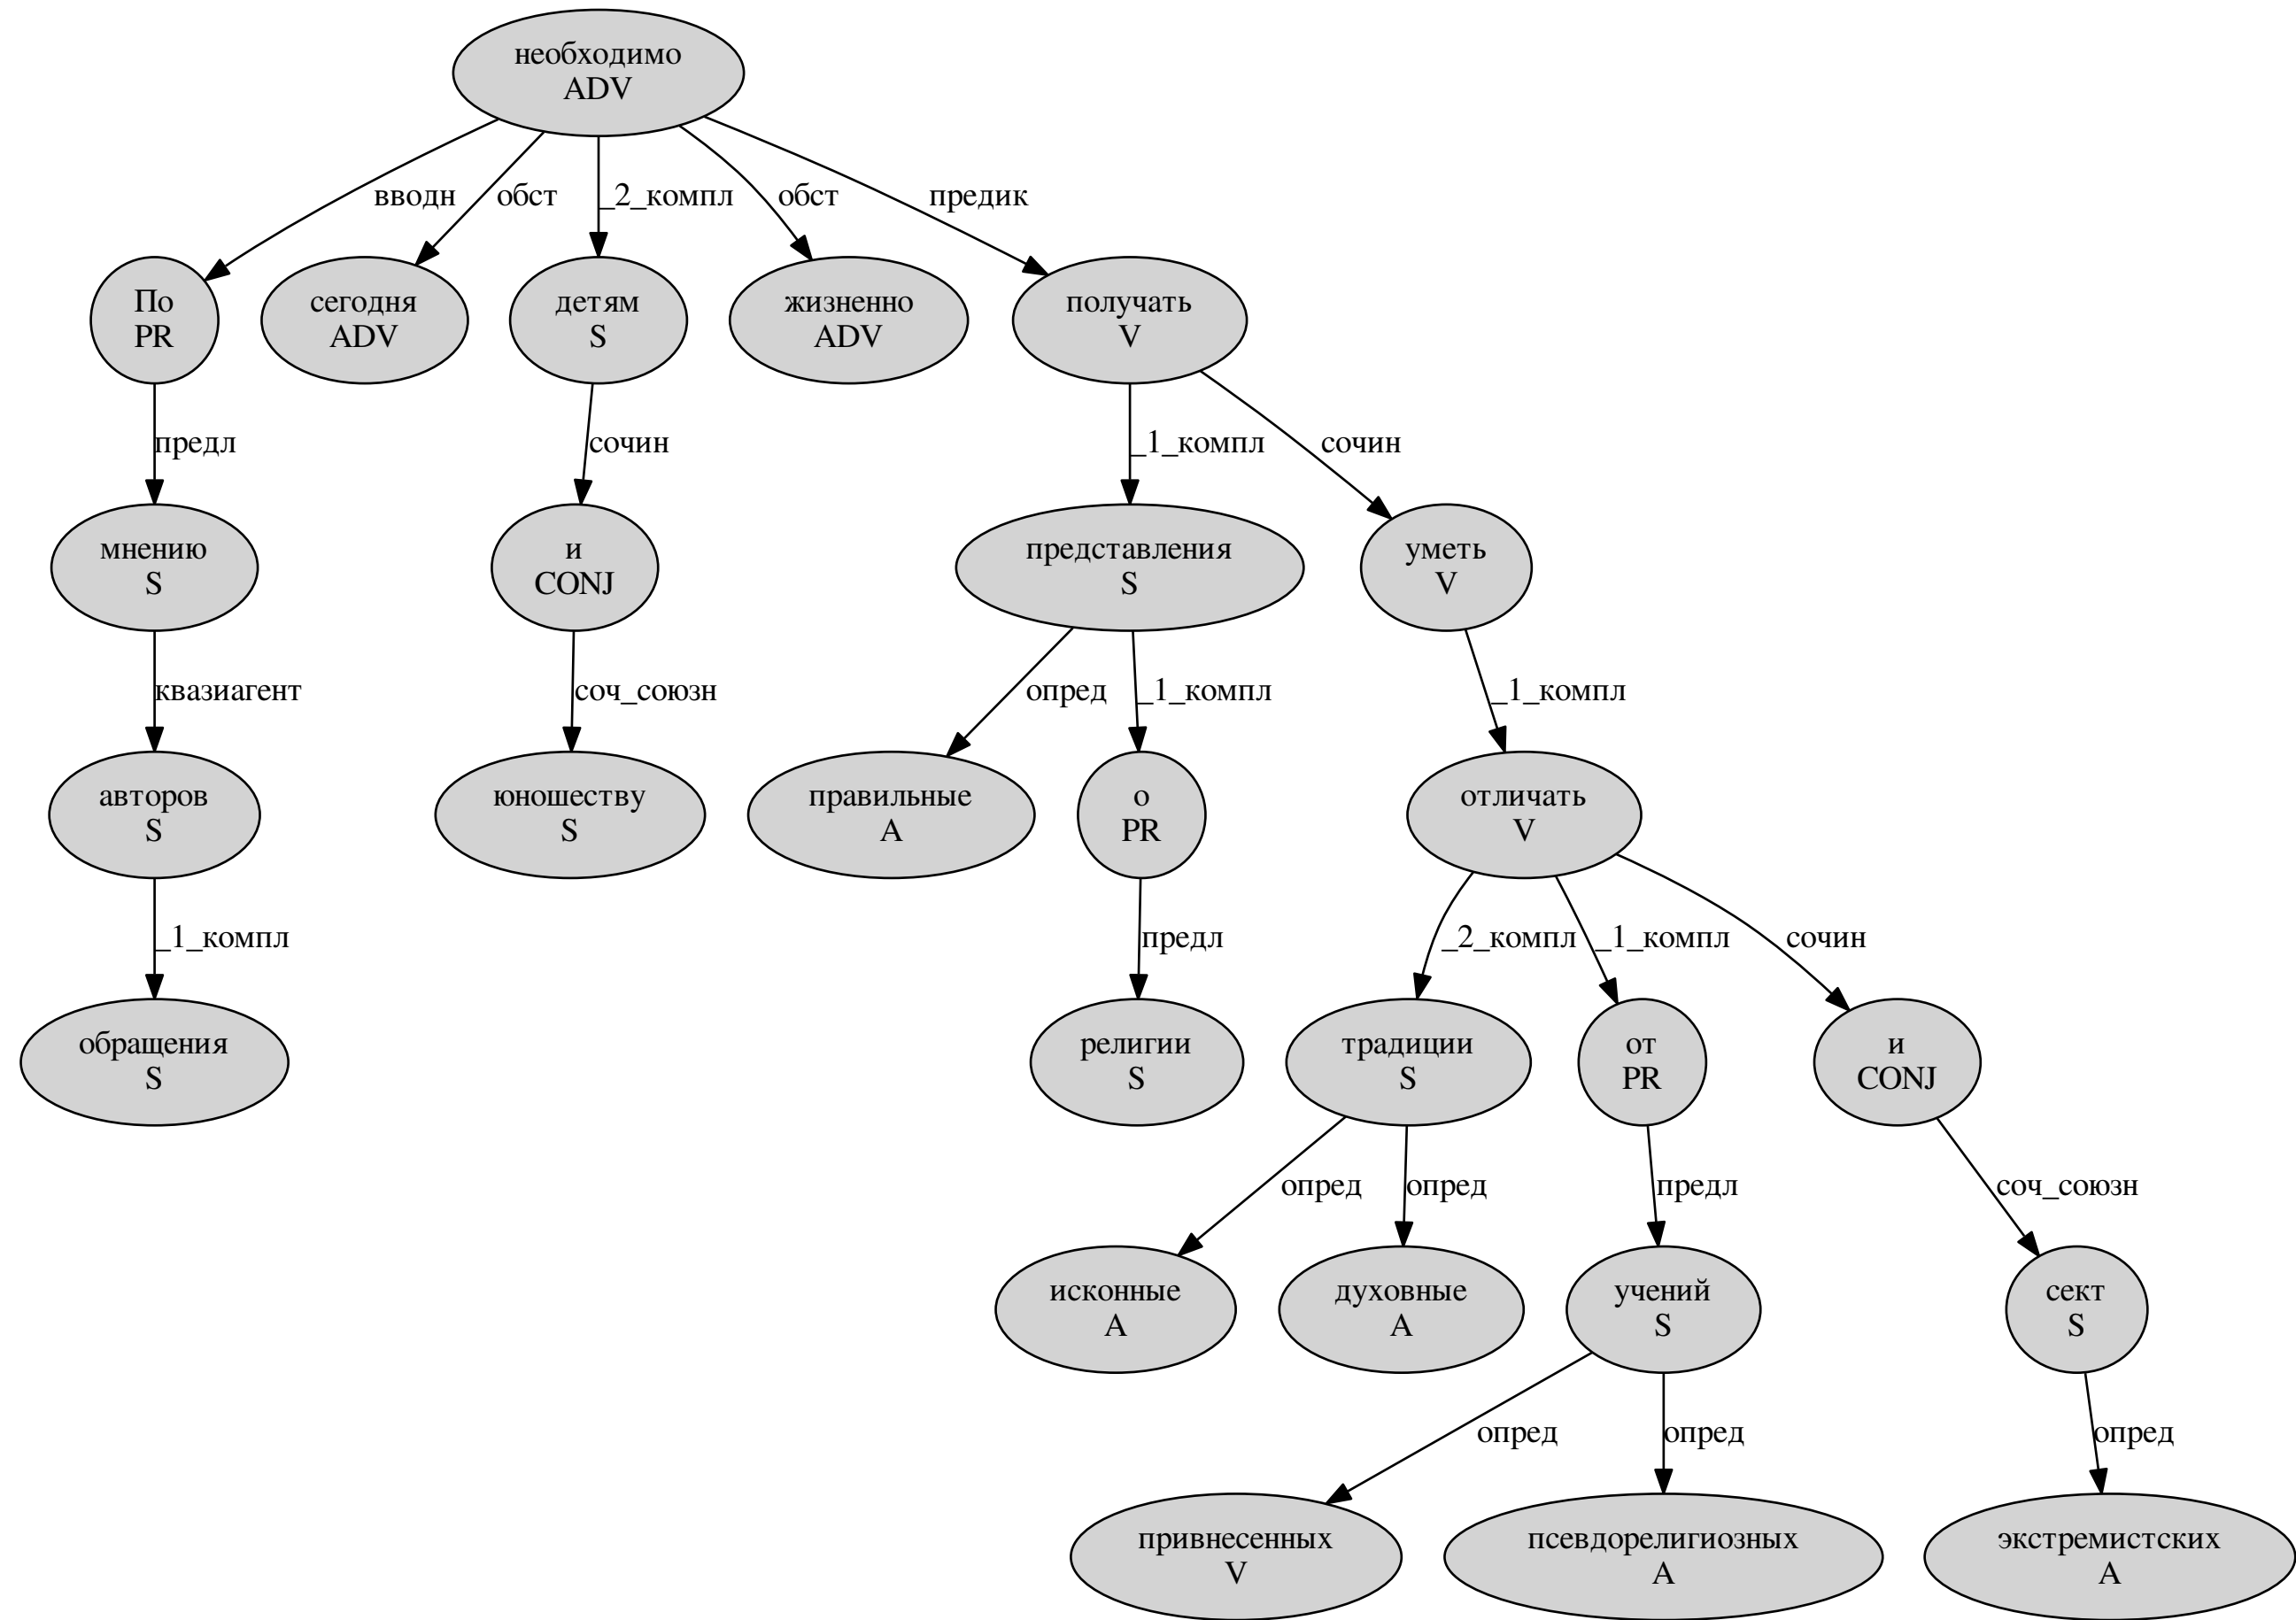 необходимо
ADV
вводн
обст
_2_компл
обст
предик
По
PR
сегодня
ADV
детям
S
жизненно
ADV
получать
V
предл
сочин
_1_компл
сочин
мнению
S
и
CONJ
представления
S
уметь
V
квазиагент
соч_союзн
опред
_1_компл
_1_компл
авторов
S
юношеству
S
правильные
A
о
PR
отличать
V
_1_компл
предл
_2_компл
_1_компл
сочин
обращения
S
религии
S
традиции
S
от
PR
и
CONJ
опред
опред
предл
соч_союзн
исконные
A
духовные
A
учений
S
сект
S
опред
опред
опред
привнесенных
V
псевдорелигиозных
A
экстремистских
A